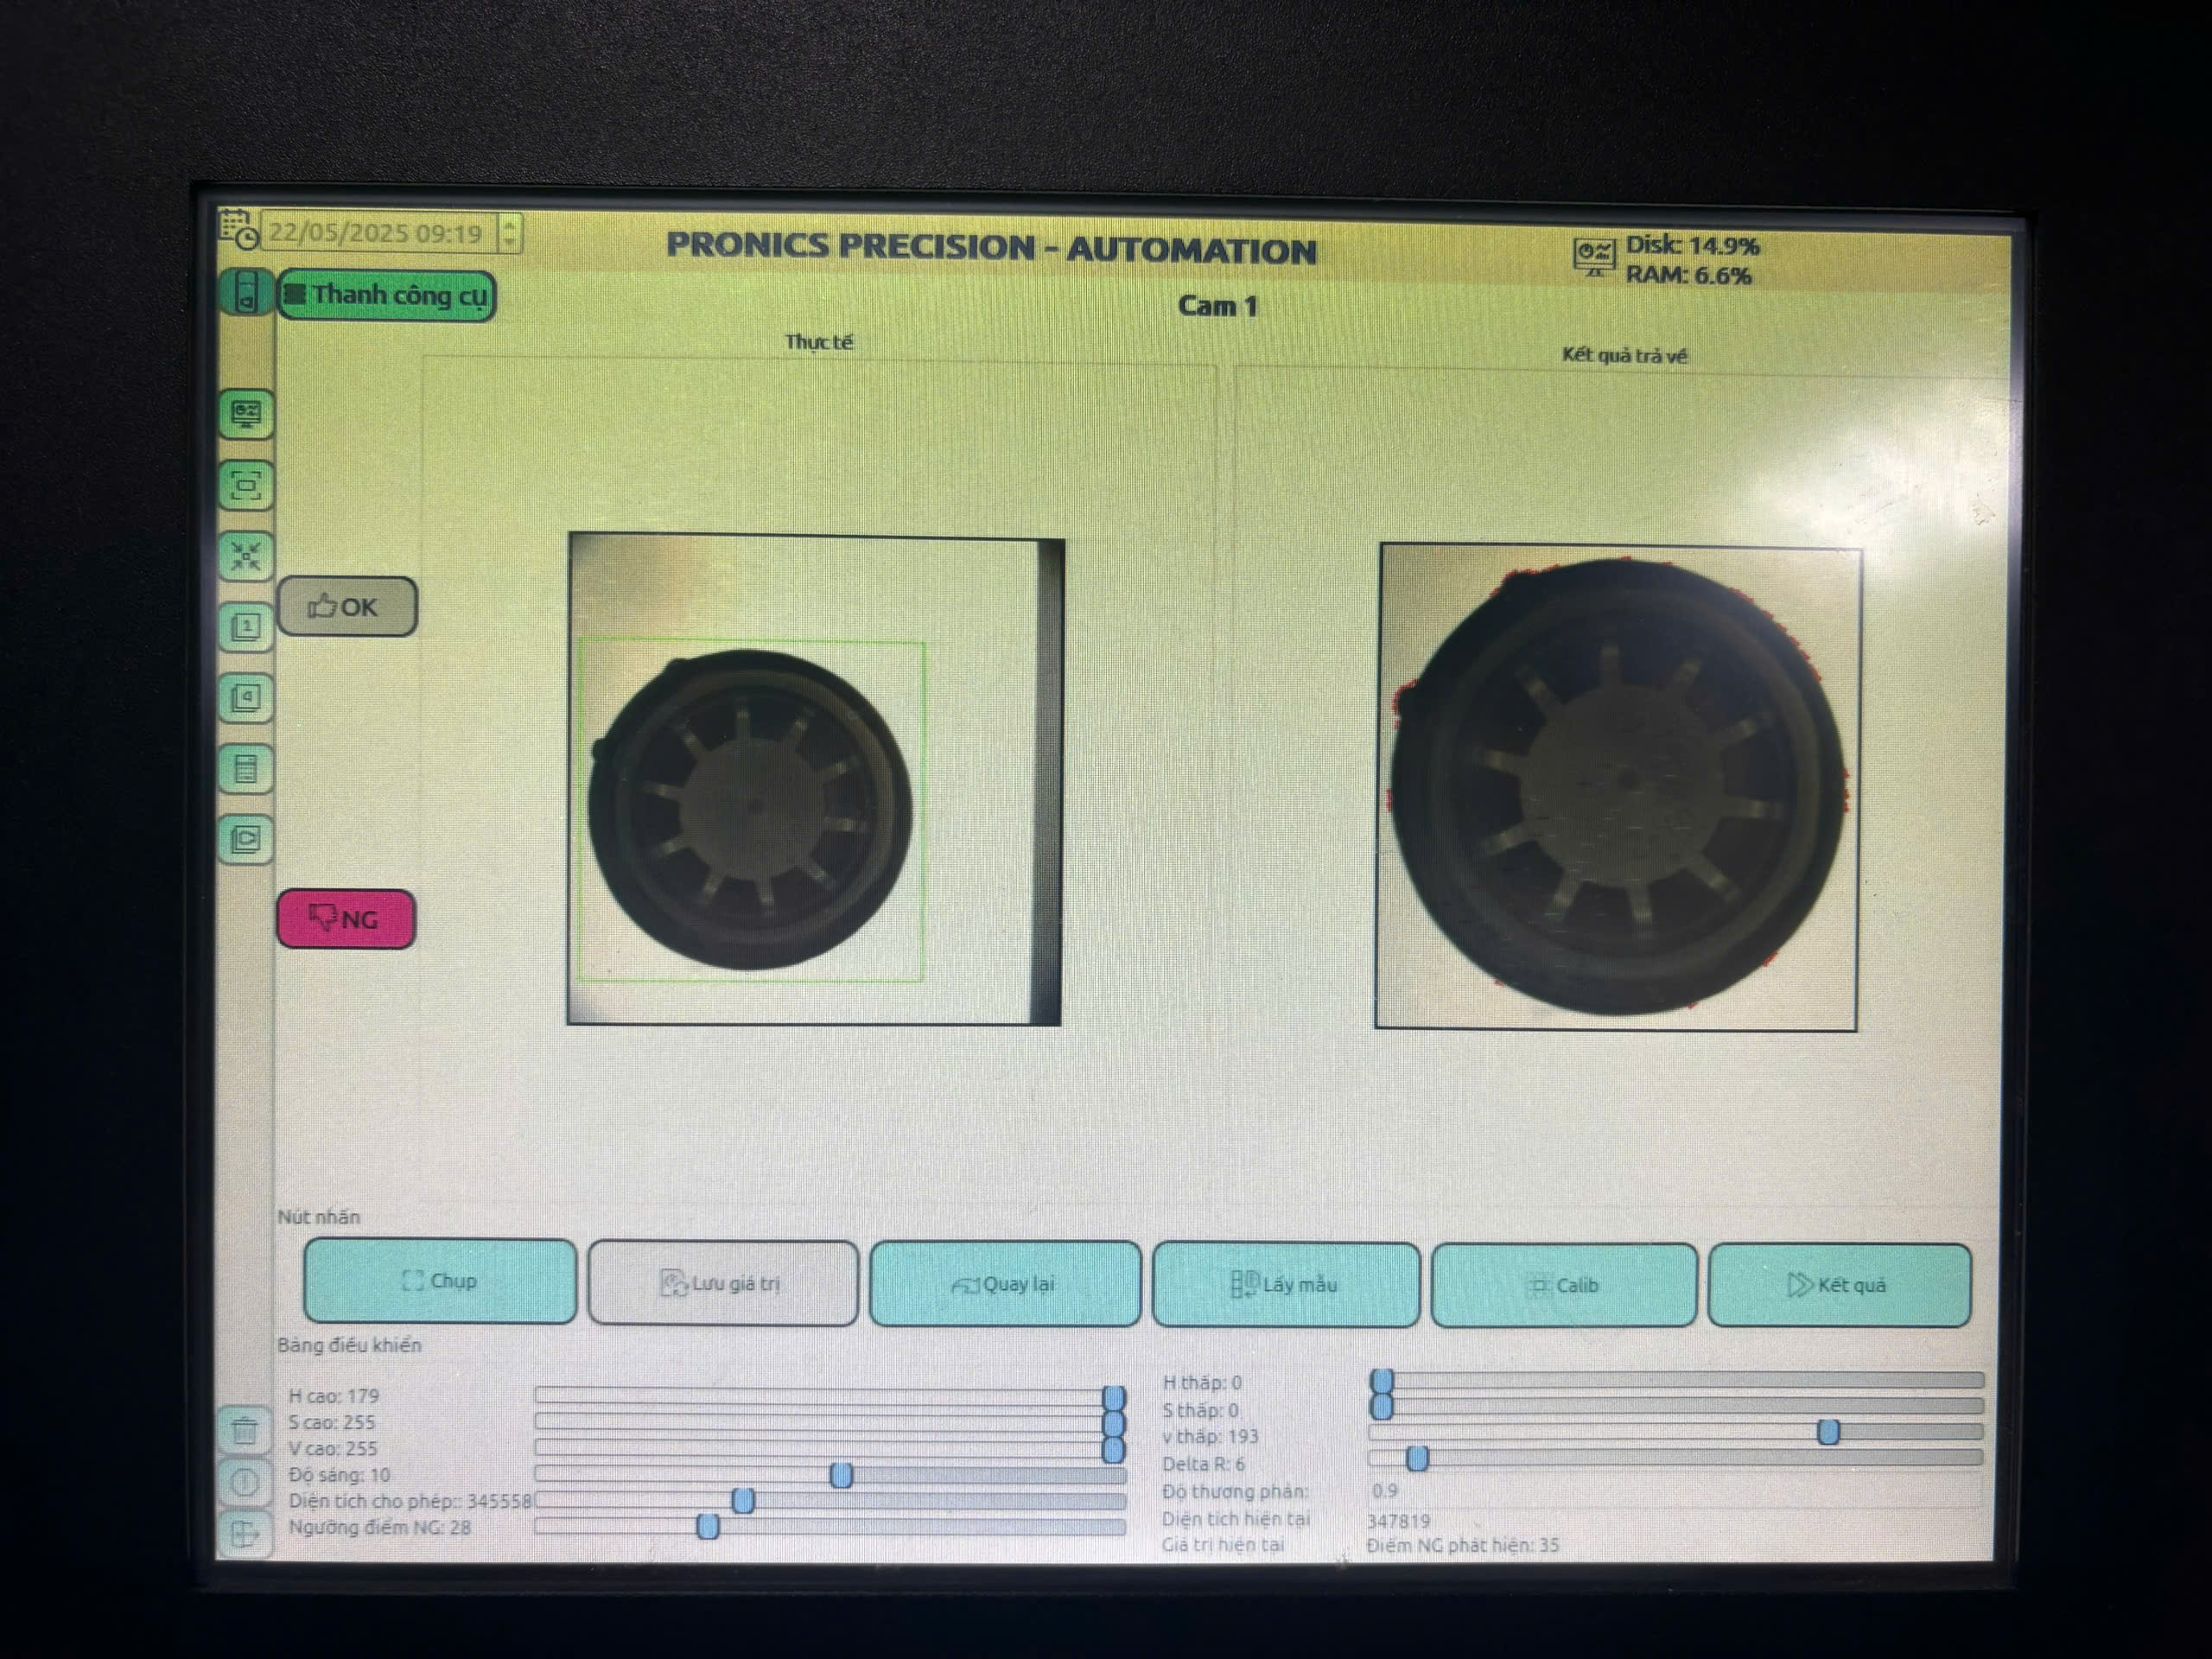 22/05/2025 09:19
PRONICS PRECISION - AUTOMATION
Disk: 14.9%
RAM: 6.6%
Thanh công cụ
Cam 1
Thực tế
Kết quả trả về
OK
NG
Nút nhấn
Chụp
Lưu giá trị
Quay lại
Lấy mẫu
Calib
Kết quả
Bảng điều khiển
H cao: 179
S cao: 255
V cao: 255
Độ sáng: 10
Diện tích cho phép:: 345558
Ngưỡng điểm NG: 28
H thấp: 0
S thấp: 0
v thấp: 193
Delta R: 6
Độ thương phản: 0.9
Diện tích hiện tại 347819
Giá trị hiện tại Điểm NG phát hiện: 35